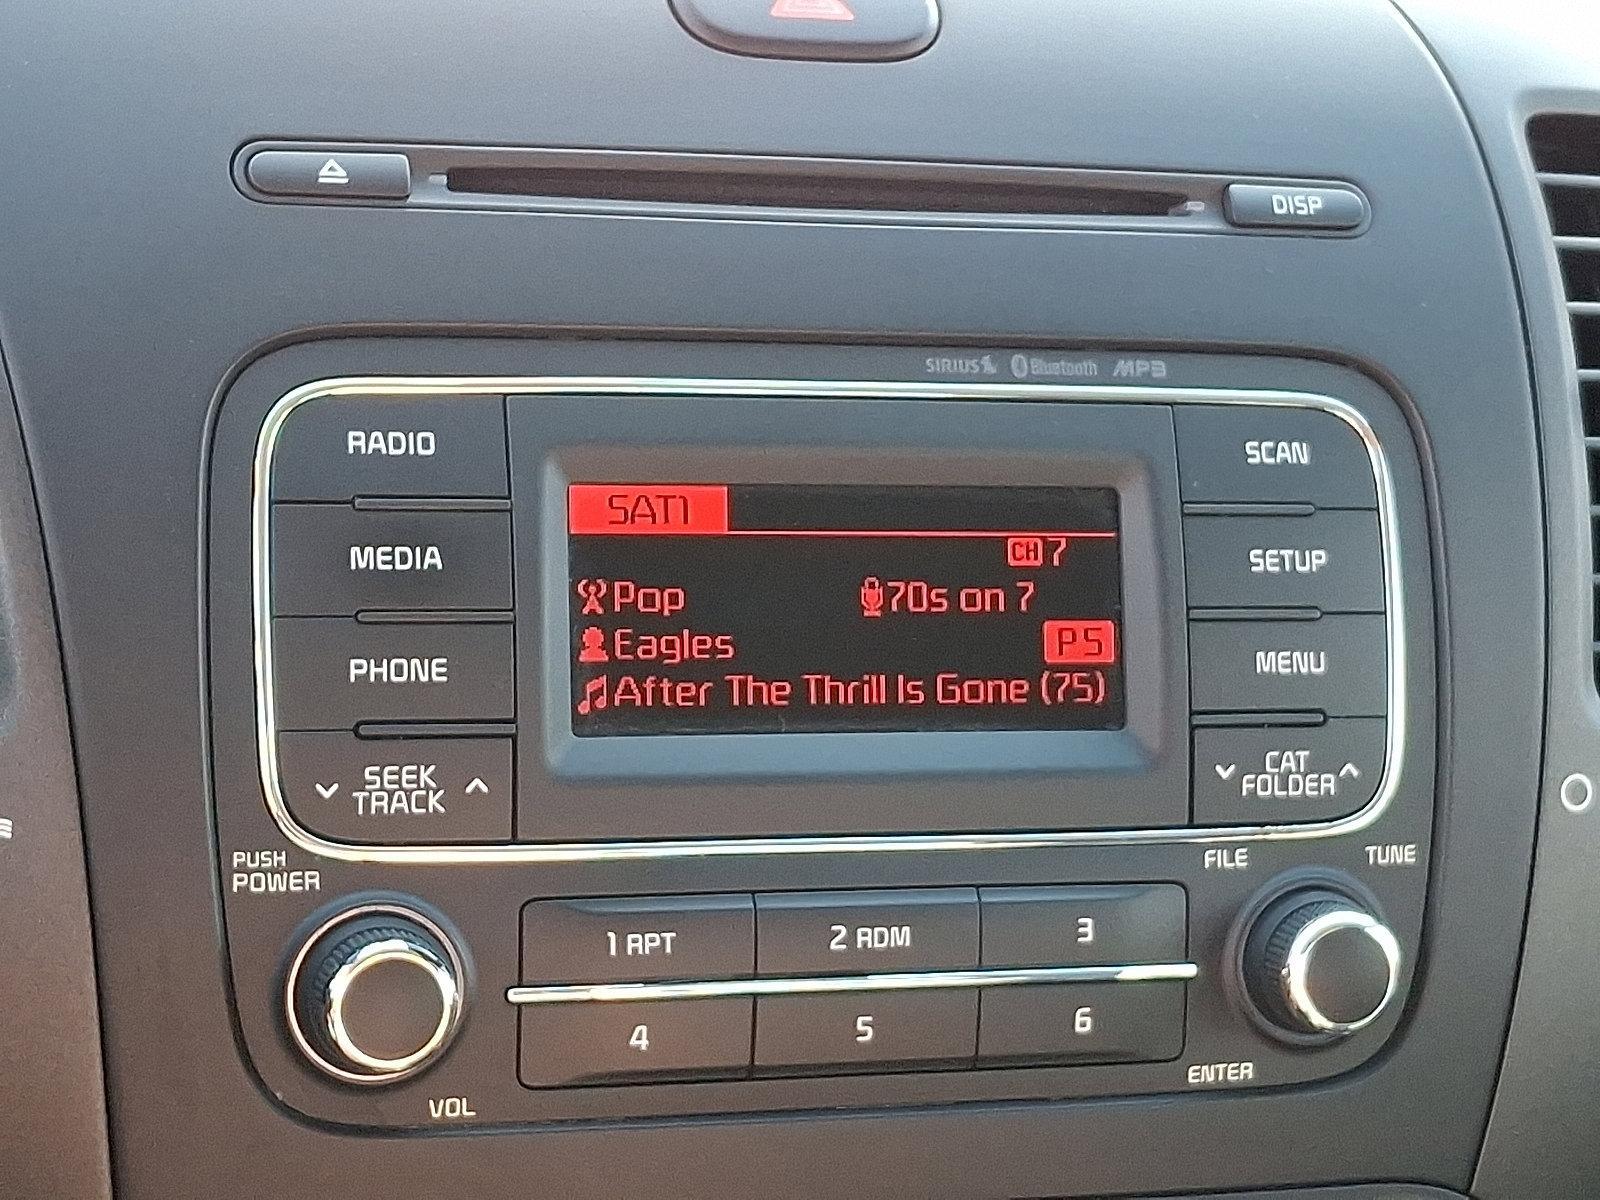 DISP
SIRIUS Bluetooth MP3
RADIO
MEDIA
PHONE
SEEK
TRACK
SAT1
CH 7
Pop 70s on 7
Eagles P5
After The Thrill Is Gone (75)
SCAN
SETUP
MENU
CAT
FOLDER
PUSH
POWER
VOL
1 RPT
2 RDM
3
4
5
6
FILE
TUNE
ENTER